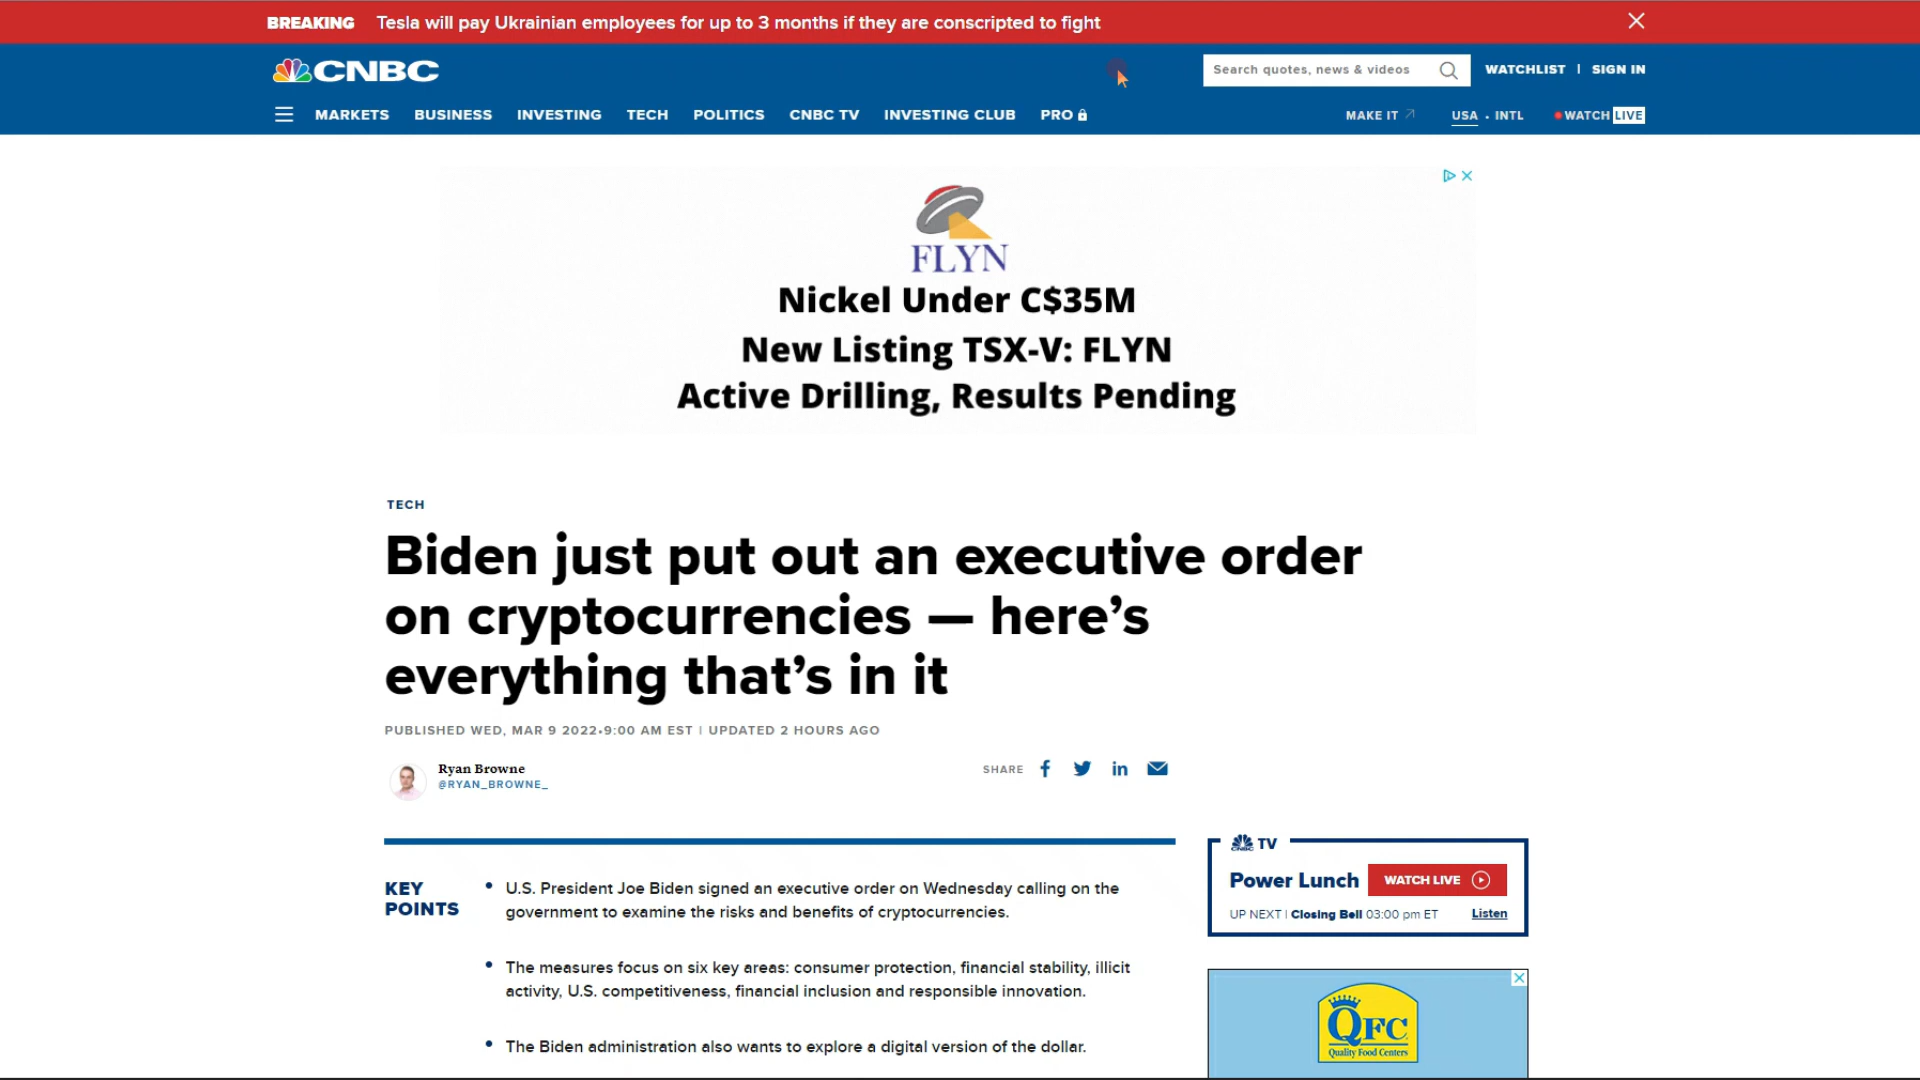 BREAKING Tesla will pay Ukrainian employees for up to 3 months if they are conscripted to fight
CNBC
Search quotes, news & videos
WATCHLIST | SIGN IN
MARKETS BUSINESS INVESTING TECH POLITICS CNBC TV INVESTING CLUB PRO
MAKE IT USA • INTL WATCH LIVE
FLYN
Nickel Under C$35M
New Listing TSX-V: FLYN
Active Drilling, Results Pending
TECH
Biden just put out an executive order
on cryptocurrencies — here’s
everything that’s in it
PUBLISHED WED, MAR 9 2022•9:00 AM EST | UPDATED 2 HOURS AGO
Ryan Browne
@RYAN_BROWNE_
SHARE
KEY
POINTS
• U.S. President Joe Biden signed an executive order on Wednesday calling on the
government to examine the risks and benefits of cryptocurrencies.
• The measures focus on six key areas: consumer protection, financial stability, illicit
activity, U.S. competitiveness, financial inclusion and responsible innovation.
• The Biden administration also wants to explore a digital version of the dollar.
CNBC TV
Power Lunch WATCH LIVE
UP NEXT | Closing Bell 03:00 pm ET Listen
QFC
Quality Food Centers